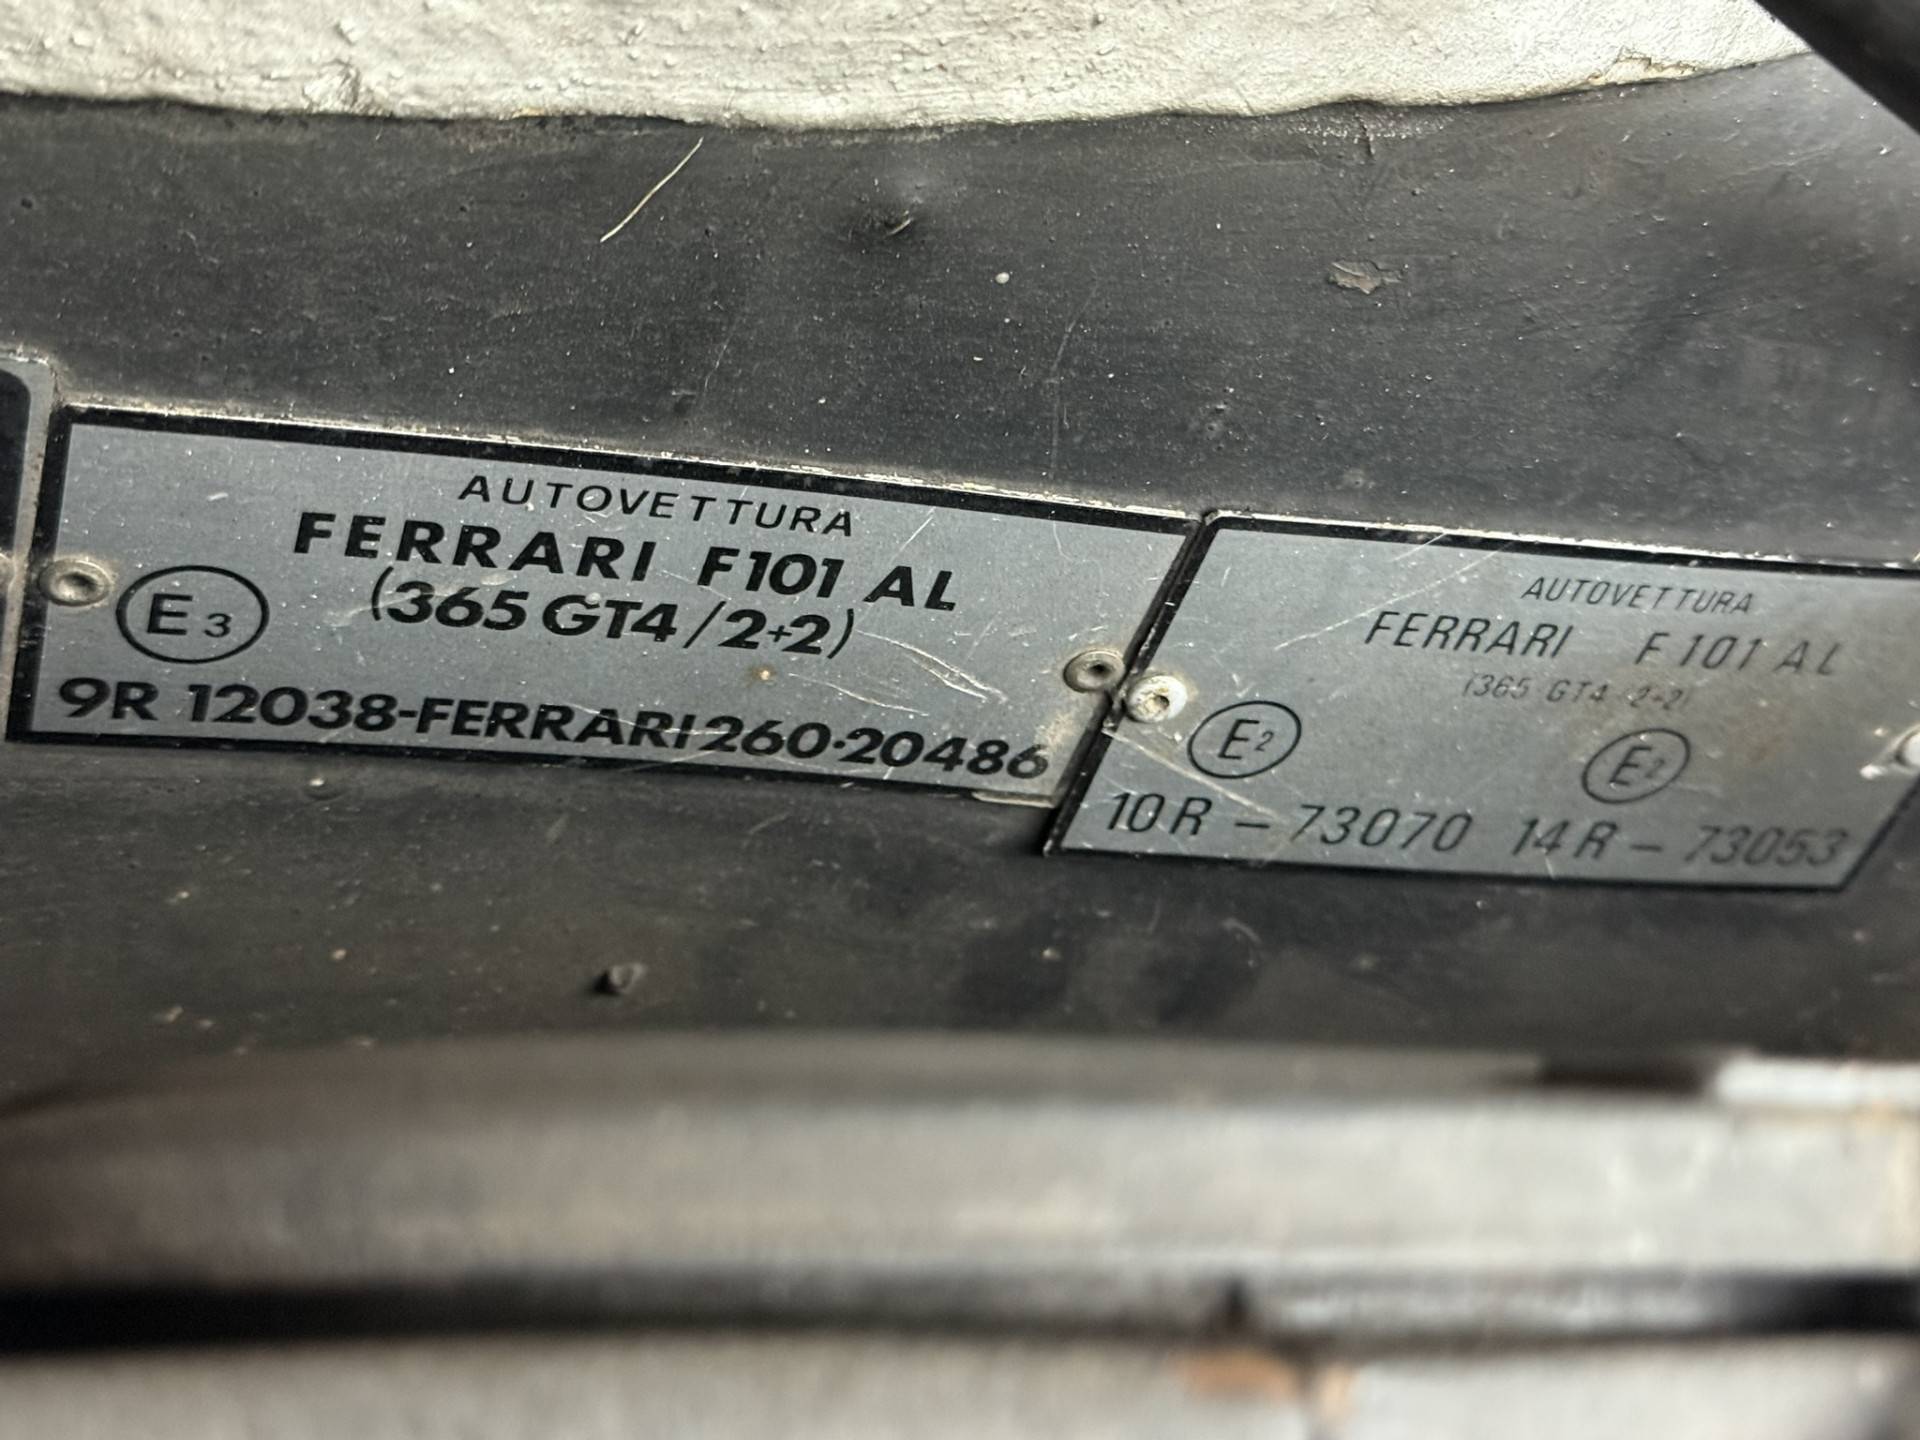 AUTOVETTURA
FERRARI F101 AL
(365 GT4/2+2)
E3
9R 12038-FERRARI 260·20486
AUTOVETTURA
FERRARI F 101 AL
(365 GT4/2+2)
E2 E2
10R – 73070 14R – 73053